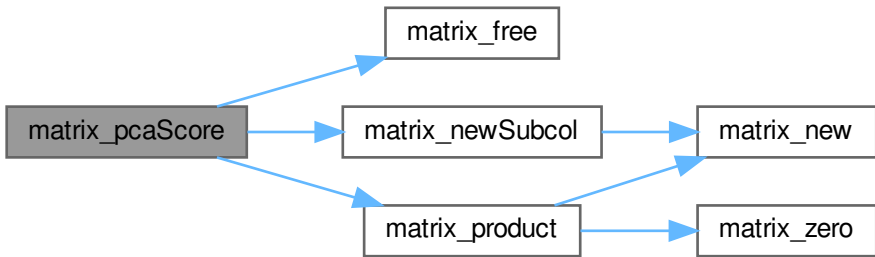 matrix_free
matrix_pcaScore
matrix_newSubcol
matrix_new
matrix_product
matrix_zero